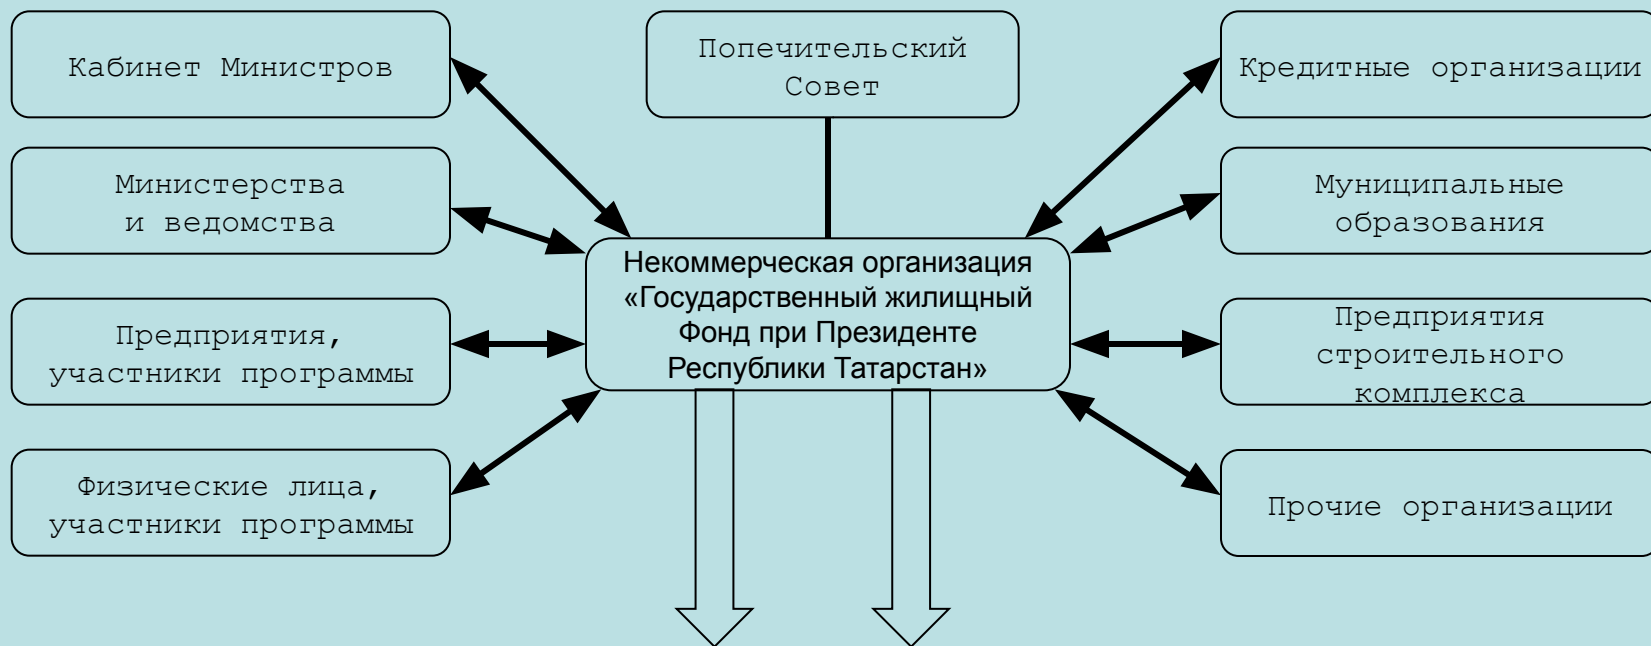 Кабинет Министров
Попечительский
Совет
Кредитные организации
Министерства
и ведомства
Муниципальные
образования
Некоммерческая организация
«Государственный жилищный
Фонд при Президенте
Республики Татарстан»
Предприятия,
участники программы
Предприятия
строительного
комплекса
Физические лица,
участники программы
Прочие организации